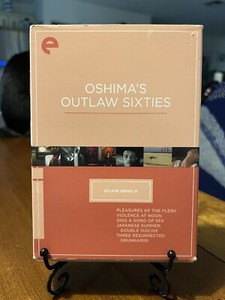 e
OSHIMA'S
OUTLAW SIXTIES
ECLIPSE SERIES 21
PLEASURES OF THE FLESH
VIOLENCE AT NOON
SING A SONG OF SEX
JAPANESE SUMMER:
DOUBLE SUICIDE
THREE RESURRECTED
DRUNKARDS